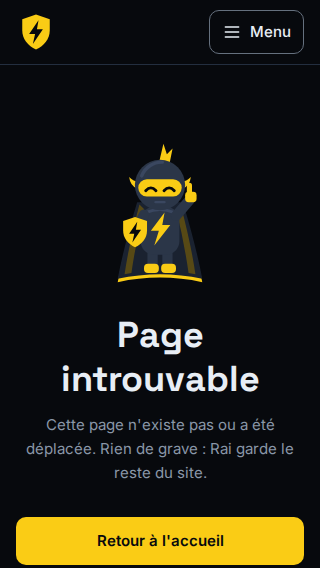 Menu
Page
introuvable
Cette page n'existe pas ou a été
déplacée. Rien de grave : Rai garde le
reste du site.
Retour à l'accueil